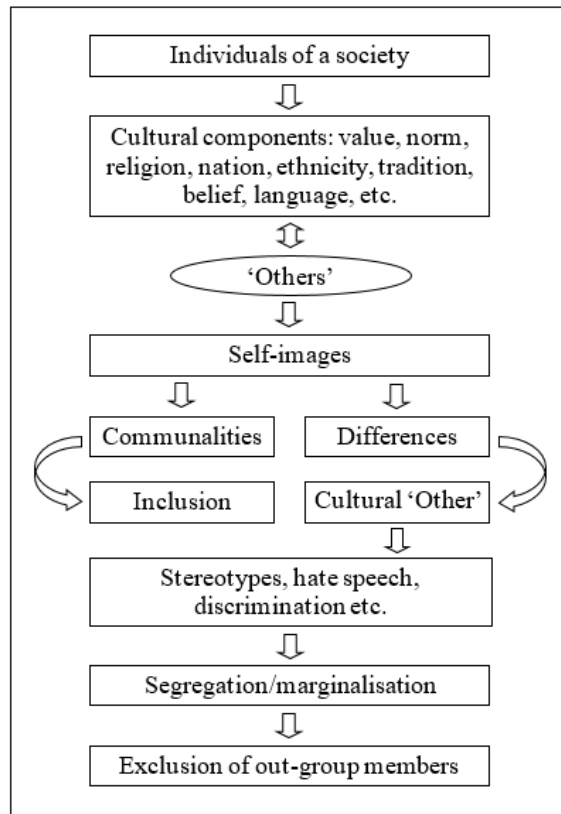 Individuals of a society
Cultural components: value, norm,
religion, nation, ethnicity, tradition,
belief, language, etc.
‘Others’
Self-images
Communalities
Differences
Inclusion
Cultural ‘Other’
Stereotypes, hate speech,
discrimination etc.
Segregation/marginalisation
Exclusion of out-group members